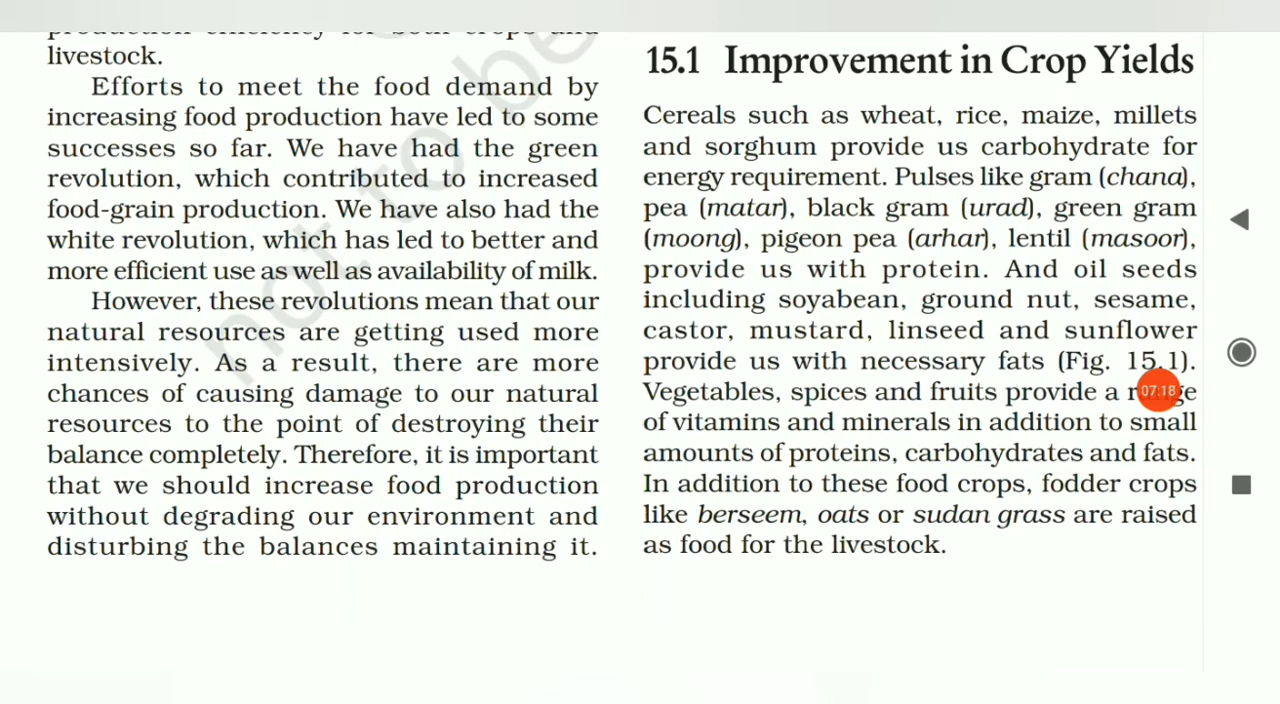 livestock.
Efforts to meet the food demand by
increasing food production have led to some
successes so far. We have had the green
revolution, which contributed to increased
food-grain production. We have also had the
white revolution, which has led to better and
more efficient use as well as availability of milk.
However, these revolutions mean that our
natural resources are getting used more
intensively. As a result, there are more
chances of causing damage to our natural
resources to the point of destroying their
balance completely. Therefore, it is important
that we should increase food production
without degrading our environment and
disturbing the balances maintaining it.
15.1 Improvement in Crop Yields
Cereals such as wheat, rice, maize, millets
and sorghum provide us carbohydrate for
energy requirement. Pulses like gram (chana),
pea (matar), black gram (urad), green gram
(moong), pigeon pea (arhar), lentil (masoor),
provide us with protein. And oil seeds
including soyabean, ground nut, sesame,
castor, mustard, linseed and sunflower
provide us with necessary fats (Fig. 15.1).
Vegetables, spices and fruits provide a
07:18
of vitamins and minerals in addition to small
amounts of proteins, carbohydrates and fats.
In addition to these food crops, fodder crops
like berseem, oats or sudan grass are raised
as food for the livestock.
not to be